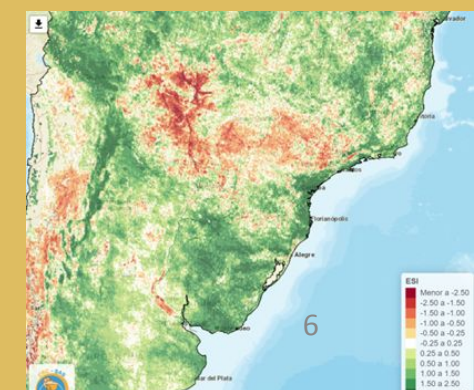 Salvador
Vitória
Florianópolis
Alegre
Mar del Plata
6
ESI
Menor a -2.50
-2.50 a -1.50
-1.50 a -1.00
-1.00 a -0.50
-0.50 a -0.25
-0.25 a 0.25
0.25 a 0.50
0.50 a 1.00
1.00 a 1.50
1.50 a 2.50